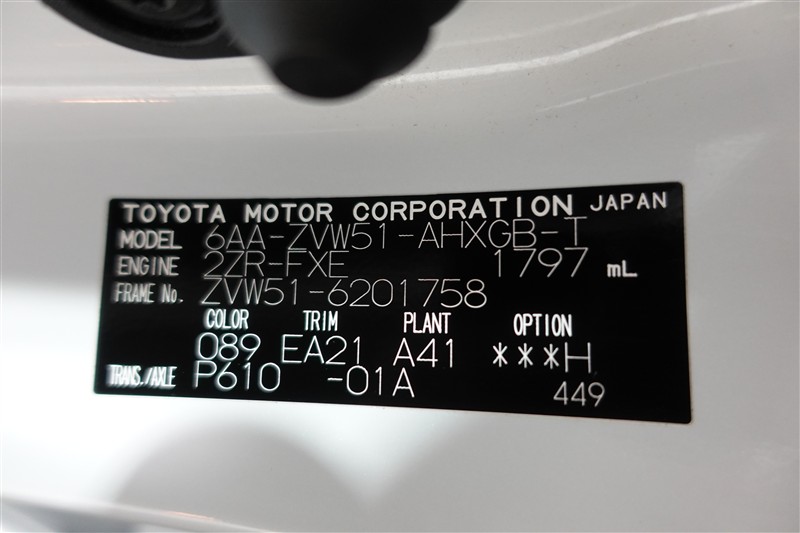 TOYOTA MOTOR CORPORATION JAPAN
MODEL 6AA-ZVW51-AHXGB-T
ENGINE 2ZR-FXE 1797 mL
FRAME No. ZVW51-6201758
COLOR TRIM PLANT OPTION
089 EA21 A41 ***H
TRANS./AXLE P610 -01A 449